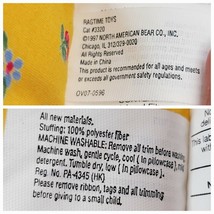 RAGTIME TOYS
Cat #3320
©1997 NORTH AMERICAN BEAR CO., INC.
Chicago, IL 312/329-0020
All Rights Reserved
Made in China
This product is recommended for all ages and meets
or exceeds all government safety regulations.
OV07-0596
All new materials.
Stuffing: 100% polyester fiber
MACHINE WASHABLE: Remove all trim before washing.
Machine wash, gentle cycle, cool (in pillowcase), mild
detergent. Tumble dry, low (in pillowcase).
Reg. No. PA-4345 (HK)
Please remove ribbon, tags and all trimming
before giving to a small child.